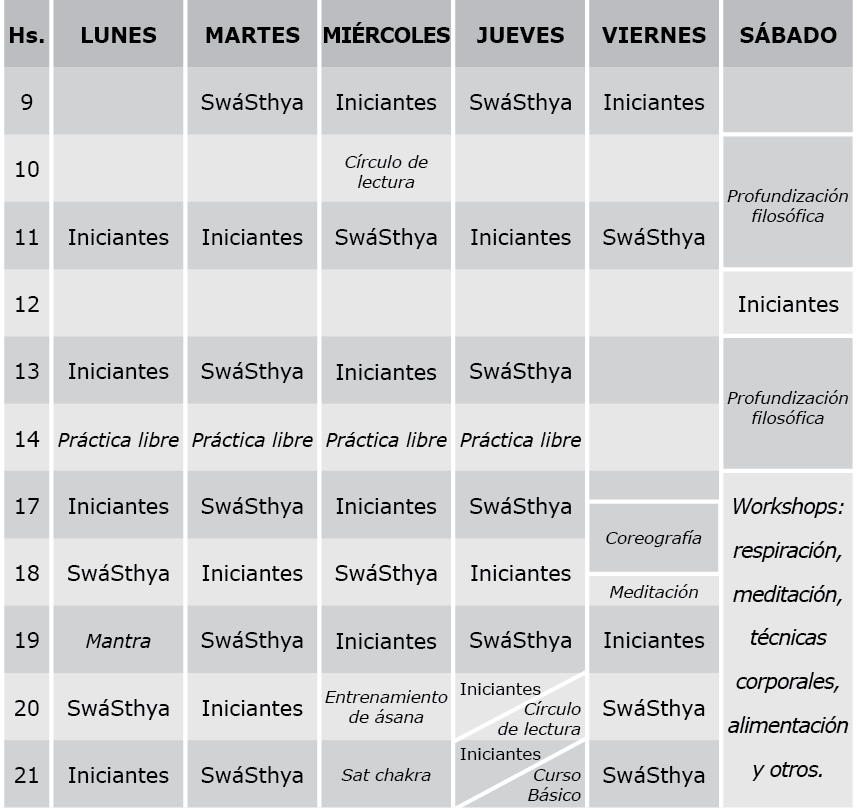 Hs. LUNES MARTES MIÉRCOLES JUEVES VIERNES SÁBADO
9 SwáSthya Iniciantes SwáSthya Iniciantes
10 Círculo de lectura
Profundización
filosófica
11 Iniciantes Iniciantes SwáSthya Iniciantes SwáSthya
12 Iniciantes
13 Iniciantes SwáSthya Iniciantes SwáSthya
Profundización
filosófica
14 Práctica libre Práctica libre Práctica libre Práctica libre
17 Iniciantes SwáSthya Iniciantes SwáSthya
Coreografía
18 SwáSthya Iniciantes SwáSthya Iniciantes
Meditación
19 Mantra SwáSthya Iniciantes SwáSthya Iniciantes
20 SwáSthya Iniciantes Entrenamiento de ásana Iniciantes Círculo de lectura SwáSthya
21 Iniciantes SwáSthya Sat chakra Iniciantes Curso Básico SwáSthya
Workshops:
respiración,
meditación,
técnicas
corporales,
alimentación
y otros.